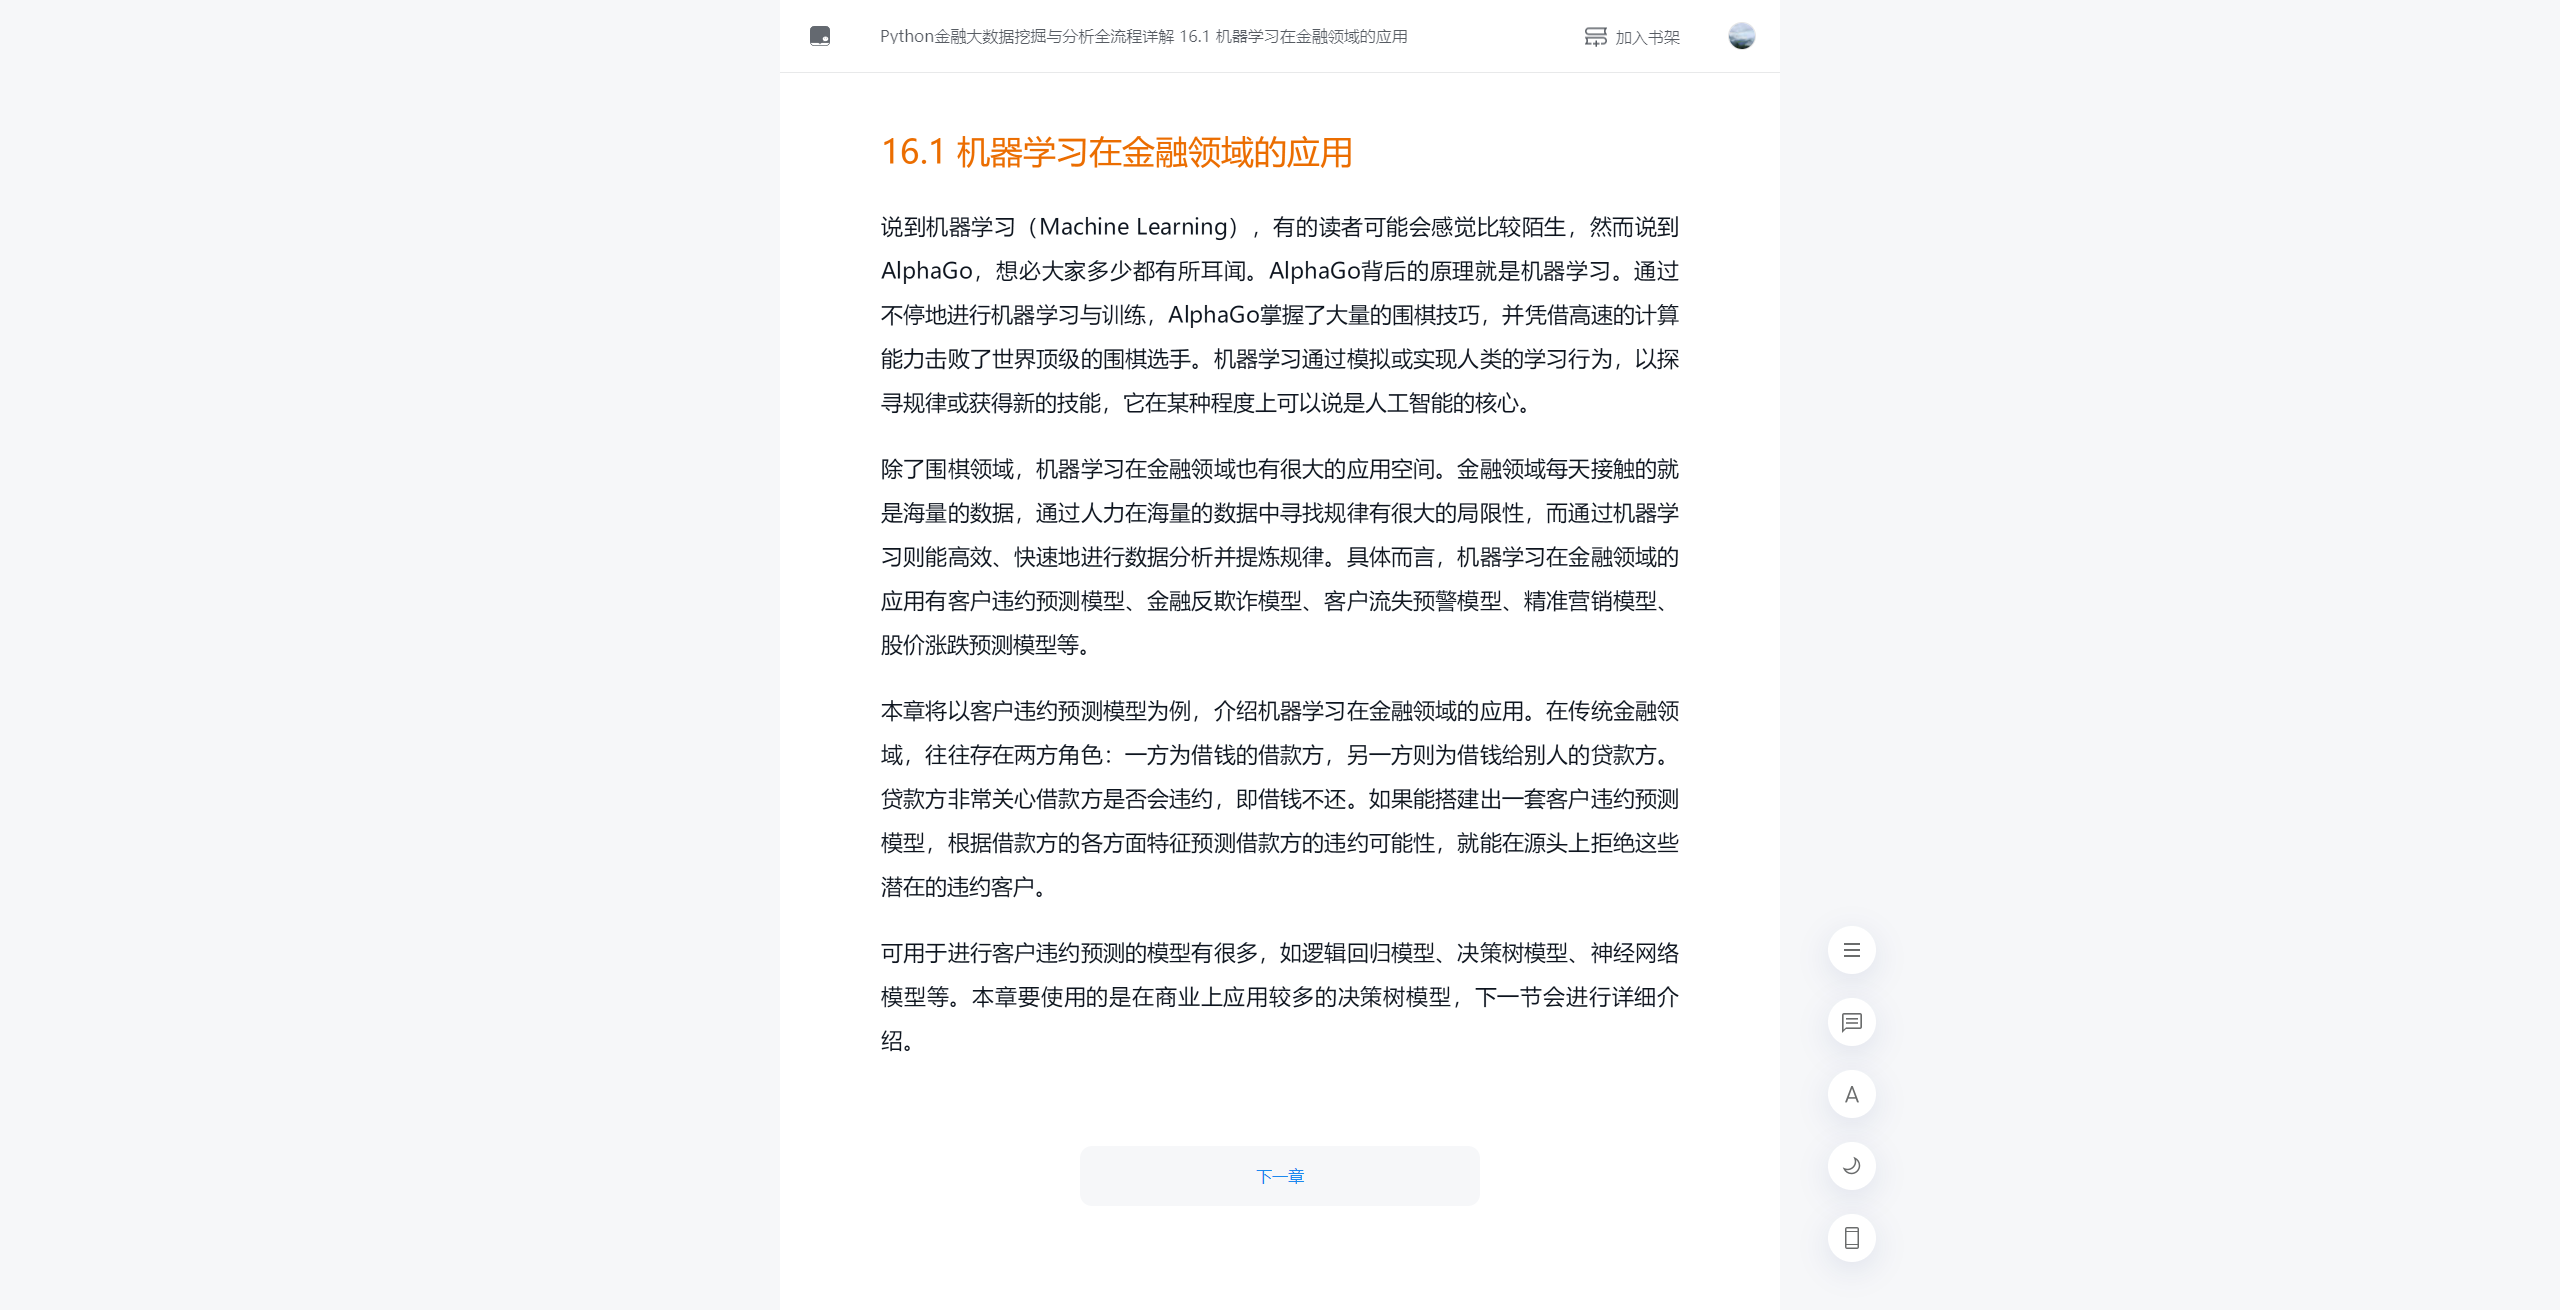 Python金融大数据挖掘与分析全流程详解 16.1 机器学习在金融领域的应用
加入书架
16.1 机器学习在金融领域的应用
说到机器学习（Machine Learning），有的读者可能会感觉比较陌生，然而说到
AlphaGo，想必大家多少都有所耳闻。AlphaGo背后的原理就是机器学习。通过
不停地进行机器学习与训练，AlphaGo掌握了大量的围棋技巧，并凭借高速的计算
能力击败了世界顶级的围棋选手。机器学习通过模拟或实现人类的学习行为，以探
寻规律或获得新的技能，它在某种程度上可以说是人工智能的核心。
除了围棋领域，机器学习在金融领域也有很大的应用空间。金融领域每天接触的就
是海量的数据，通过人力在海量的数据中寻找规律有很大的局限性，而通过机器学
习则能高效、快速地进行数据分析并提炼规律。具体而言，机器学习在金融领域的
应用有客户违约预测模型、金融反欺诈模型、客户流失预警模型、精准营销模型、
股价涨跌预测模型等。
本章将以客户违约预测模型为例，介绍机器学习在金融领域的应用。在传统金融领
域，往往存在两方角色：一方为借钱的借款方，另一方则为借钱给别人的贷款方。
贷款方非常关心借款方是否会违约，即借钱不还。如果能搭建出一套客户违约预测
模型，根据借款方的各方面特征预测借款方的违约可能性，就能在源头上拒绝这些
潜在的违约客户。
可用于进行客户违约预测的模型有很多，如逻辑回归模型、决策树模型、神经网络
模型等。本章要使用的是在商业上应用较多的决策树模型，下一节会进行详细介
绍。
A
下一章